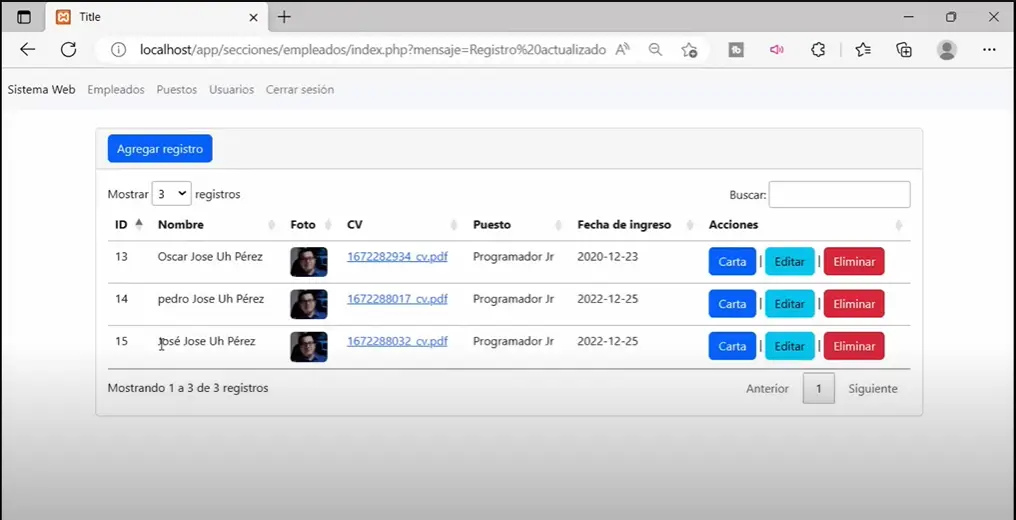 Title
localhost/app/secciones/empleados/index.php?mensaje=Registro%20actualizado
Sistema Web Empleados Puestos Usuarios Cerrar sesión
Agregar registro
Mostrar 3 registros Buscar:
ID Nombre Foto CV Puesto Fecha de ingreso Acciones
13 Oscar Jose Uh Pérez 1672282934_cv.pdf Programador Jr 2020-12-23 Carta | Editar | Eliminar
14 pedro Jose Uh Pérez 1672288017_cv.pdf Programador Jr 2022-12-25 Carta | Editar | Eliminar
15 José Jose Uh Pérez 1672288032_cv.pdf Programador Jr 2022-12-25 Carta | Editar | Eliminar
Mostrando 1 a 3 de 3 registros Anterior 1 Siguiente